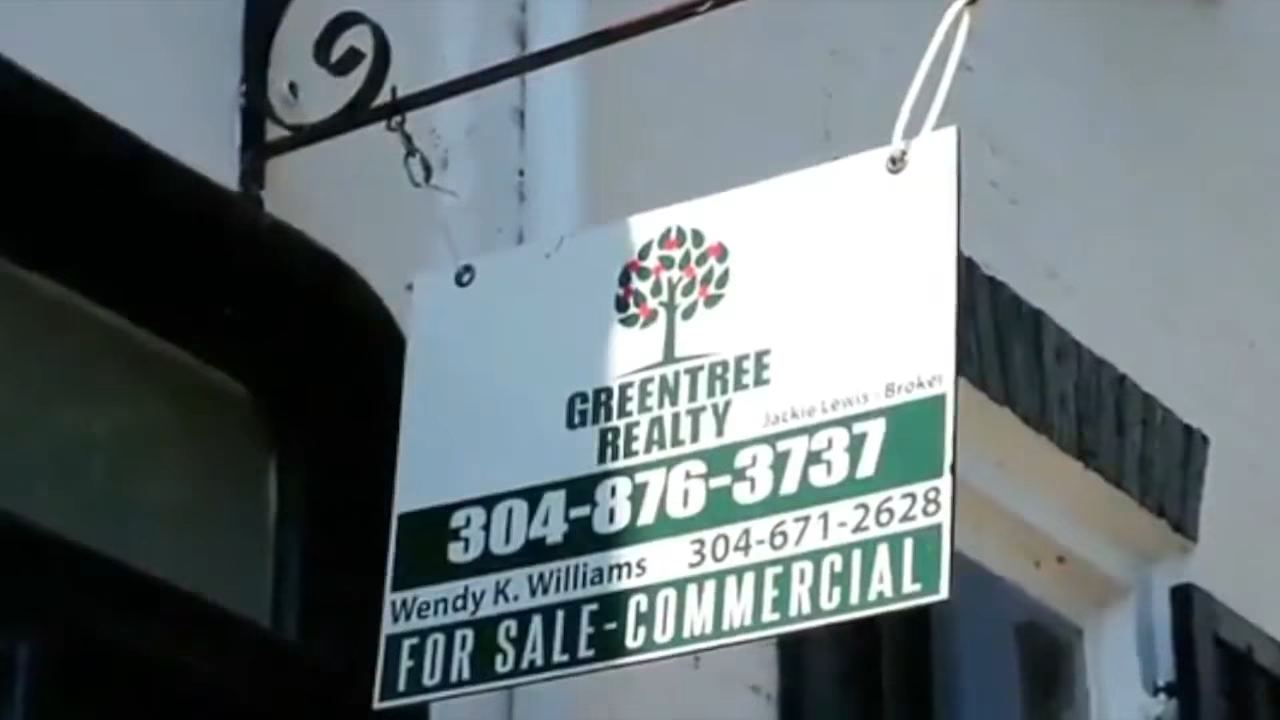 GREENTREE
REALTY
Jackie Lewis - Broker
304-876-3737
Wendy K. Williams 304-671-2628
FOR SALE-COMMERCIAL